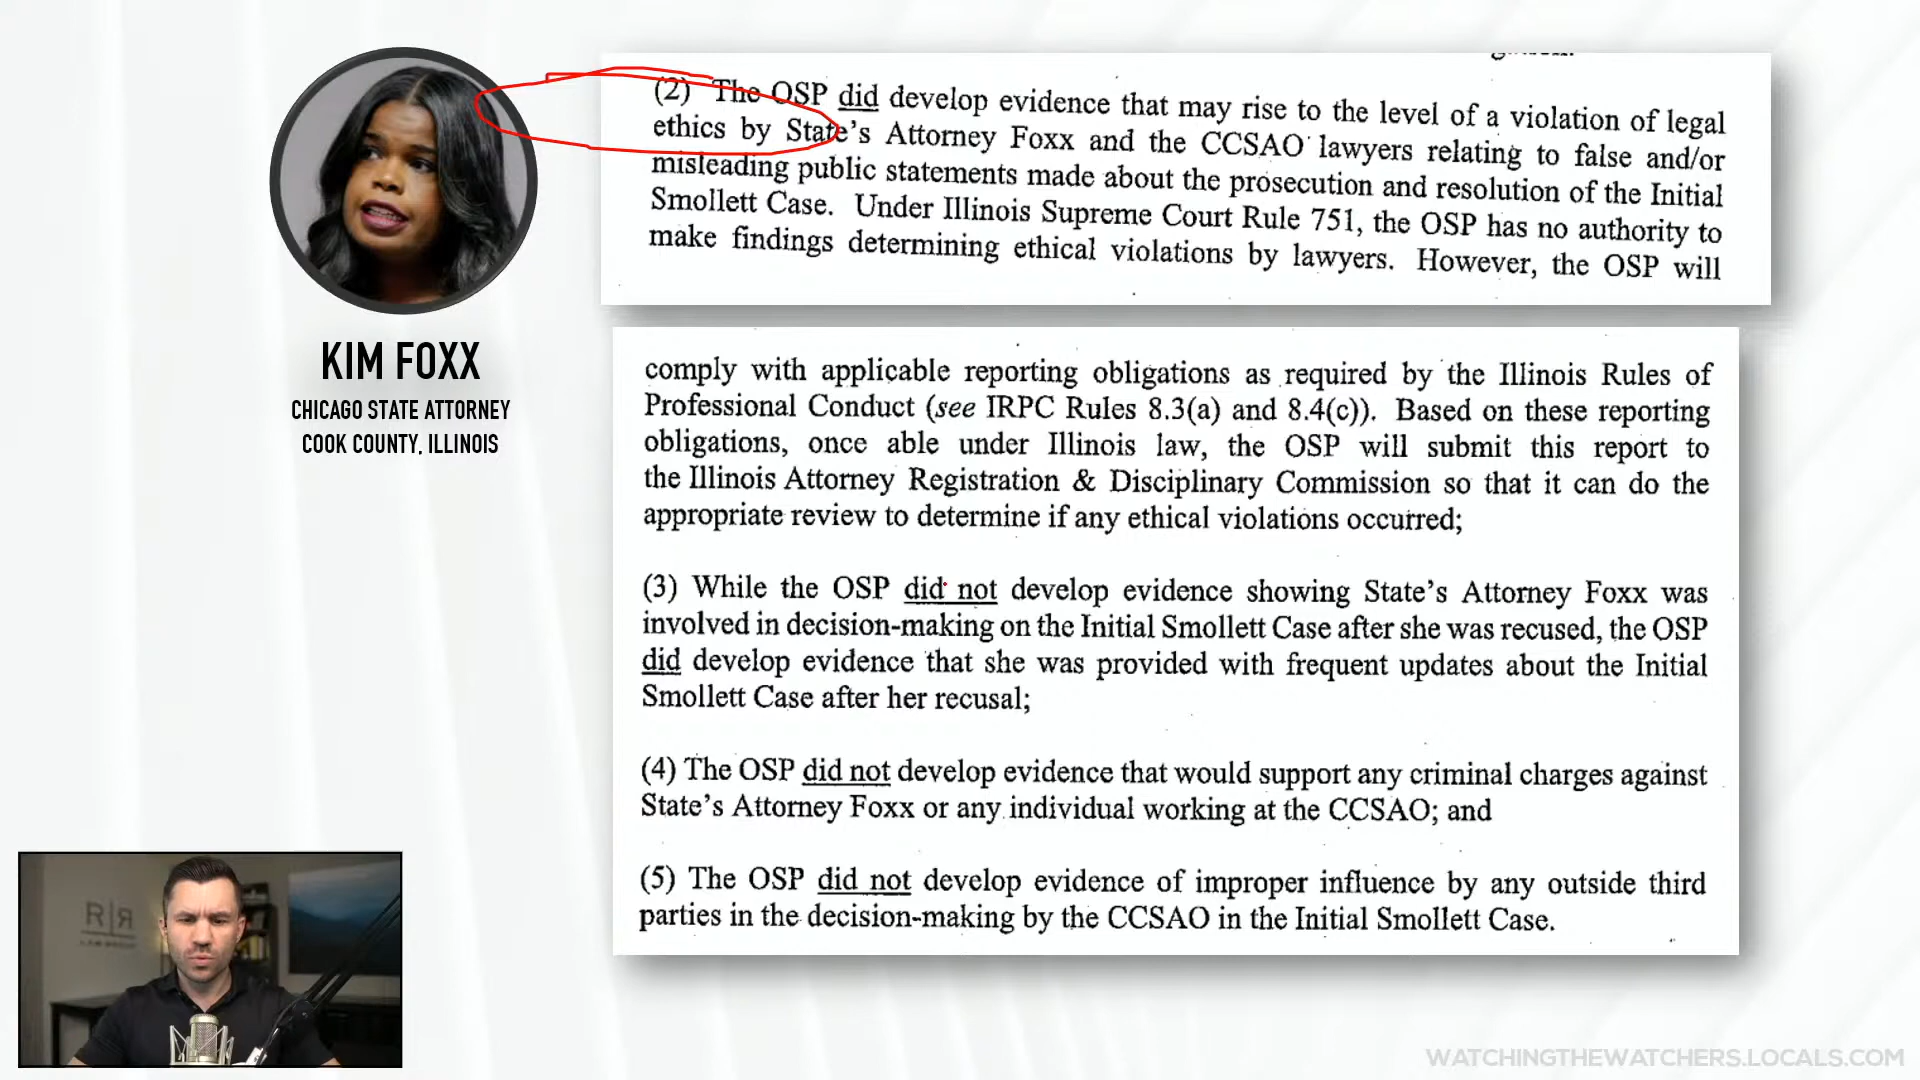 (2) The OSP did develop evidence that may rise to the level of a violation of legal
ethics by State's Attorney Foxx and the CCSAO lawyers relating to false and/or
misleading public statements made about the prosecution and resolution of the Initial
Smollett Case. Under Illinois Supreme Court Rule 751, the OSP has no authority to
make findings determining ethical violations by lawyers. However, the OSP will
KIM FOXX
CHICAGO STATE ATTORNEY
COOK COUNTY, ILLINOIS
comply with applicable reporting obligations as required by the Illinois Rules of
Professional Conduct (see IRPC Rules 8.3(a) and 8.4(c)). Based on these reporting
obligations, once able under Illinois law, the OSP will submit this report to
the Illinois Attorney Registration & Disciplinary Commission so that it can do the
appropriate review to determine if any ethical violations occurred;
(3) While the OSP did not develop evidence showing State's Attorney Foxx was
involved in decision-making on the Initial Smollett Case after she was recused, the OSP
did develop evidence that she was provided with frequent updates about the Initial
Smollett Case after her recusal;
(4) The OSP did not develop evidence that would support any criminal charges against
State's Attorney Foxx or any individual working at the CCSAO; and
(5) The OSP did not develop evidence of improper influence by any outside third
parties in the decision-making by the CCSAO in the Initial Smollett Case.
R|R
WATCHINGTHEWATCHERS.LOCALS.COM